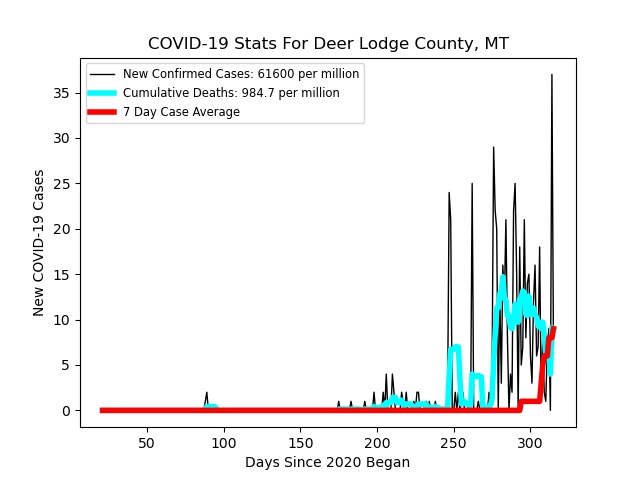 COVID-19 Stats For Deer Lodge County, MT
New Confirmed Cases: 61600 per million
Cumulative Deaths: 984.7 per million
7 Day Case Average
New COVID-19 Cases
35
30
25
20
15
10
5
0
50 100 150 200 250 300
Days Since 2020 Began